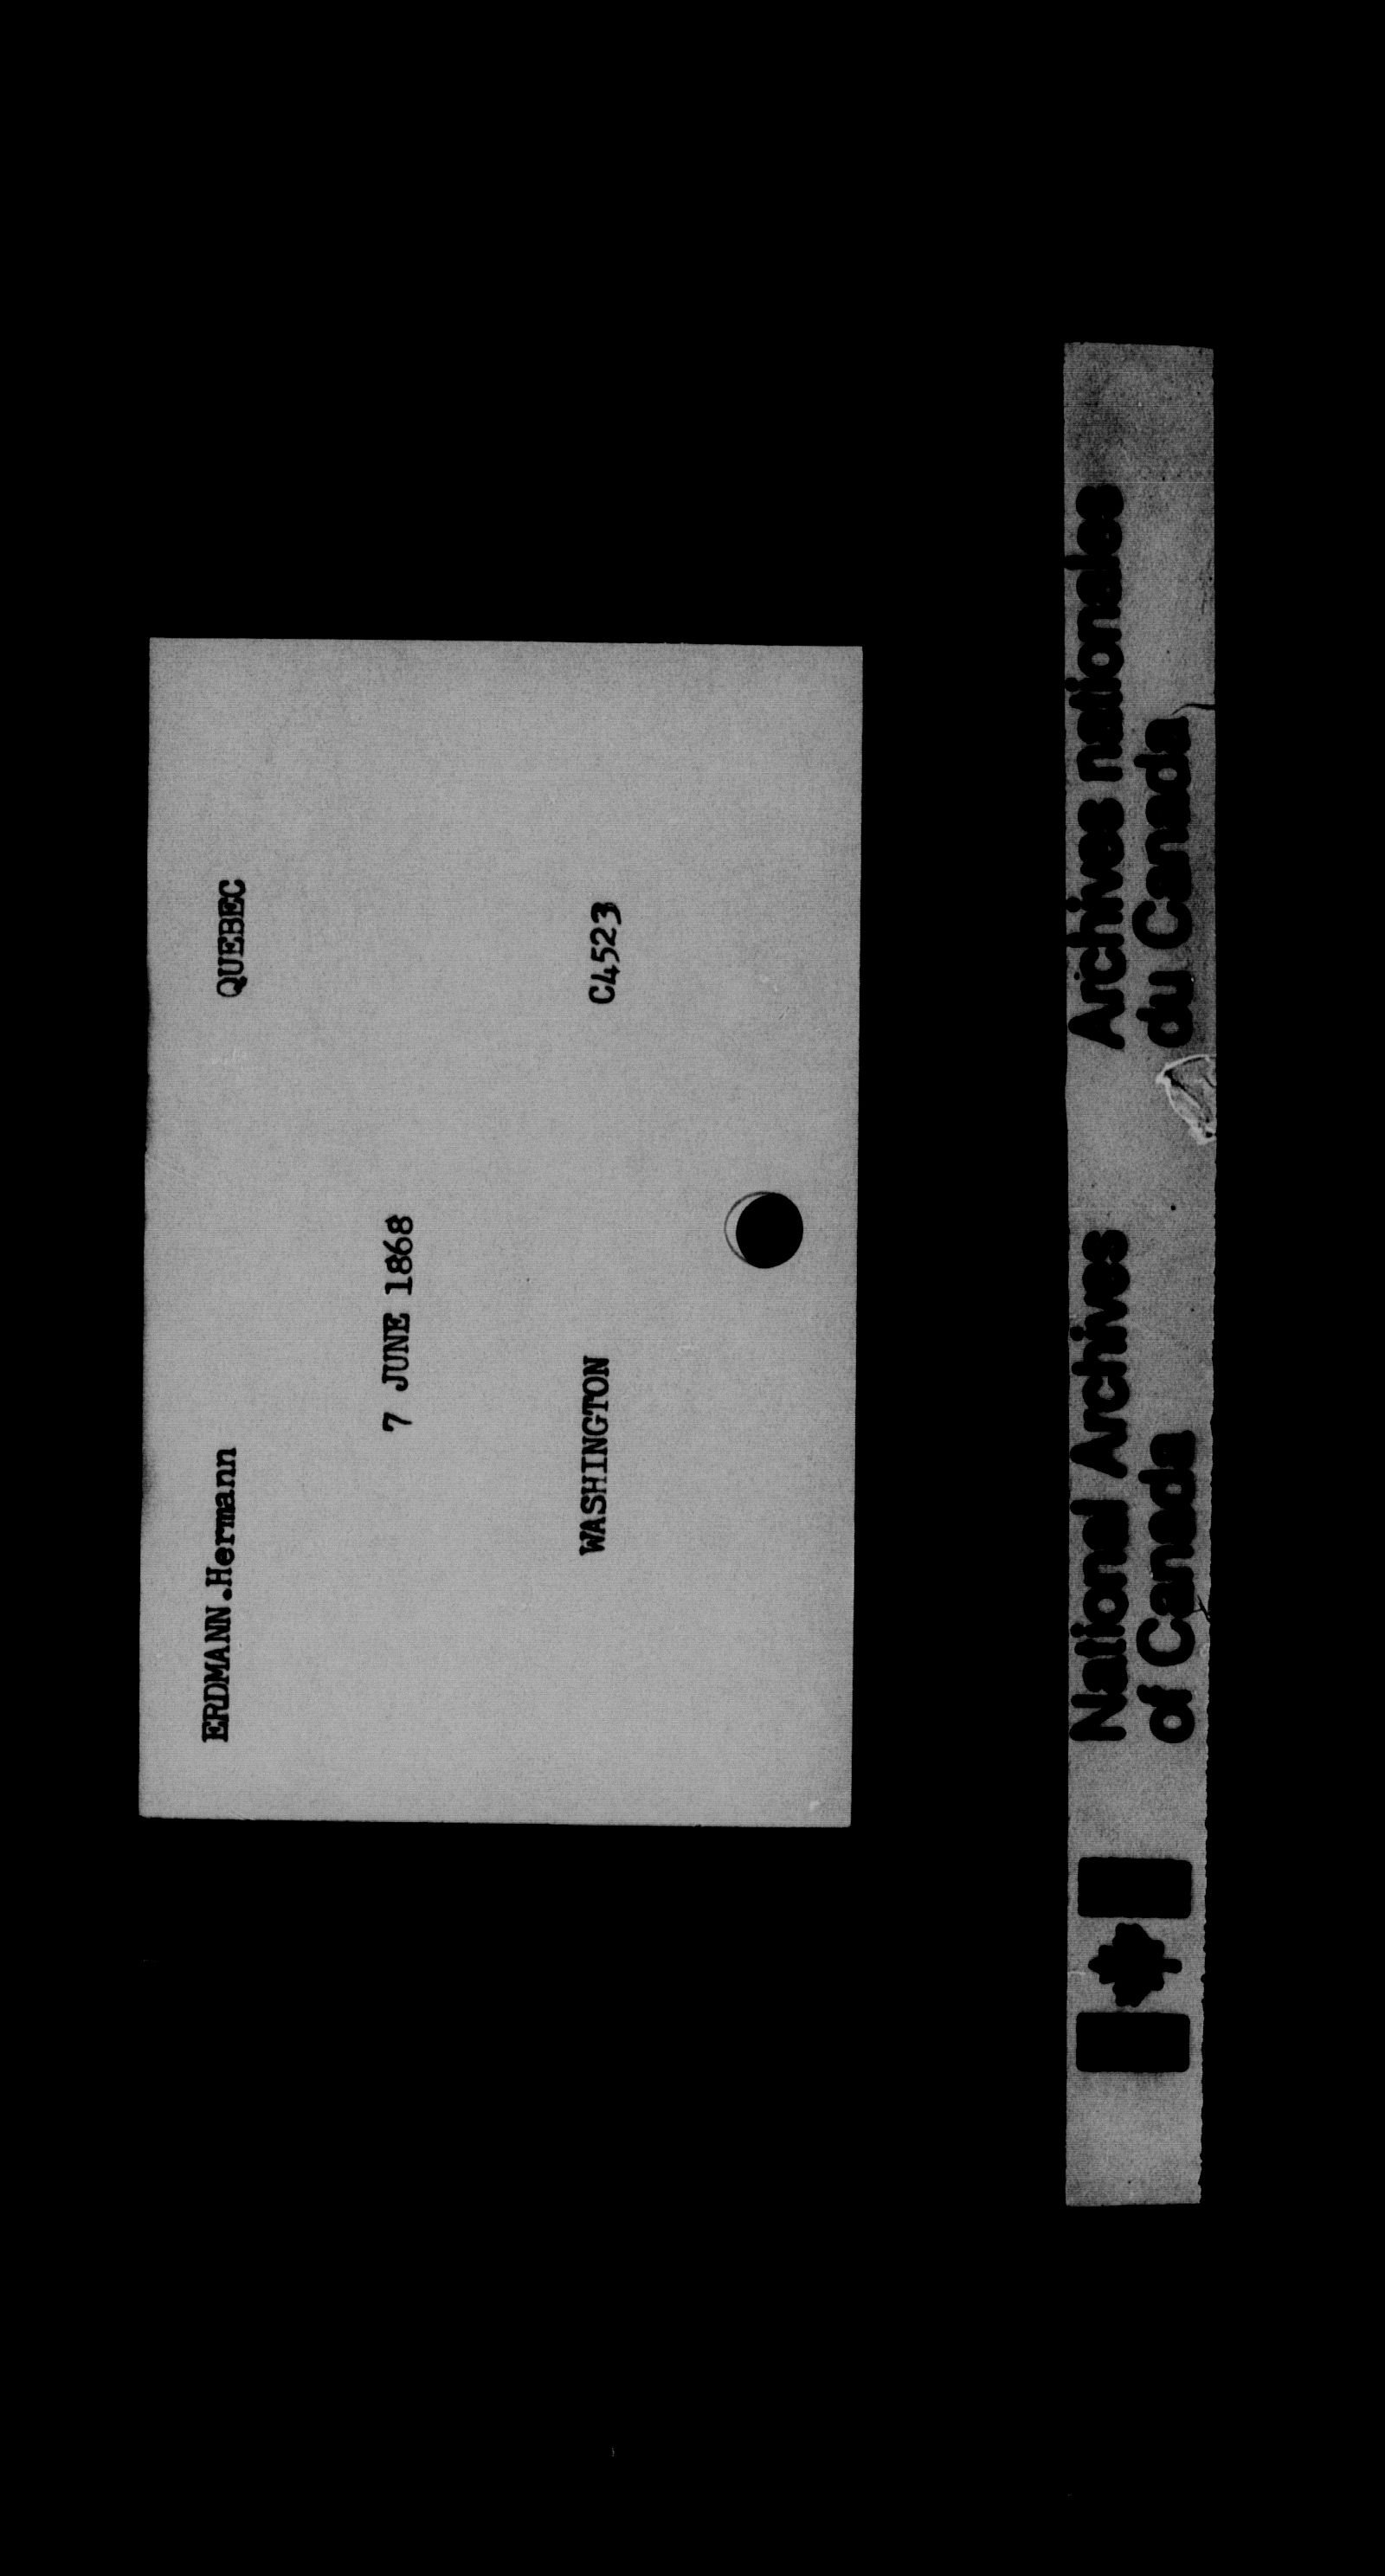 ERDMANN.Hermann QUEBEC
7 JUNE 1868
WASHINGTON C4523
National Archives
of Canada
Archives nationales
du Canada